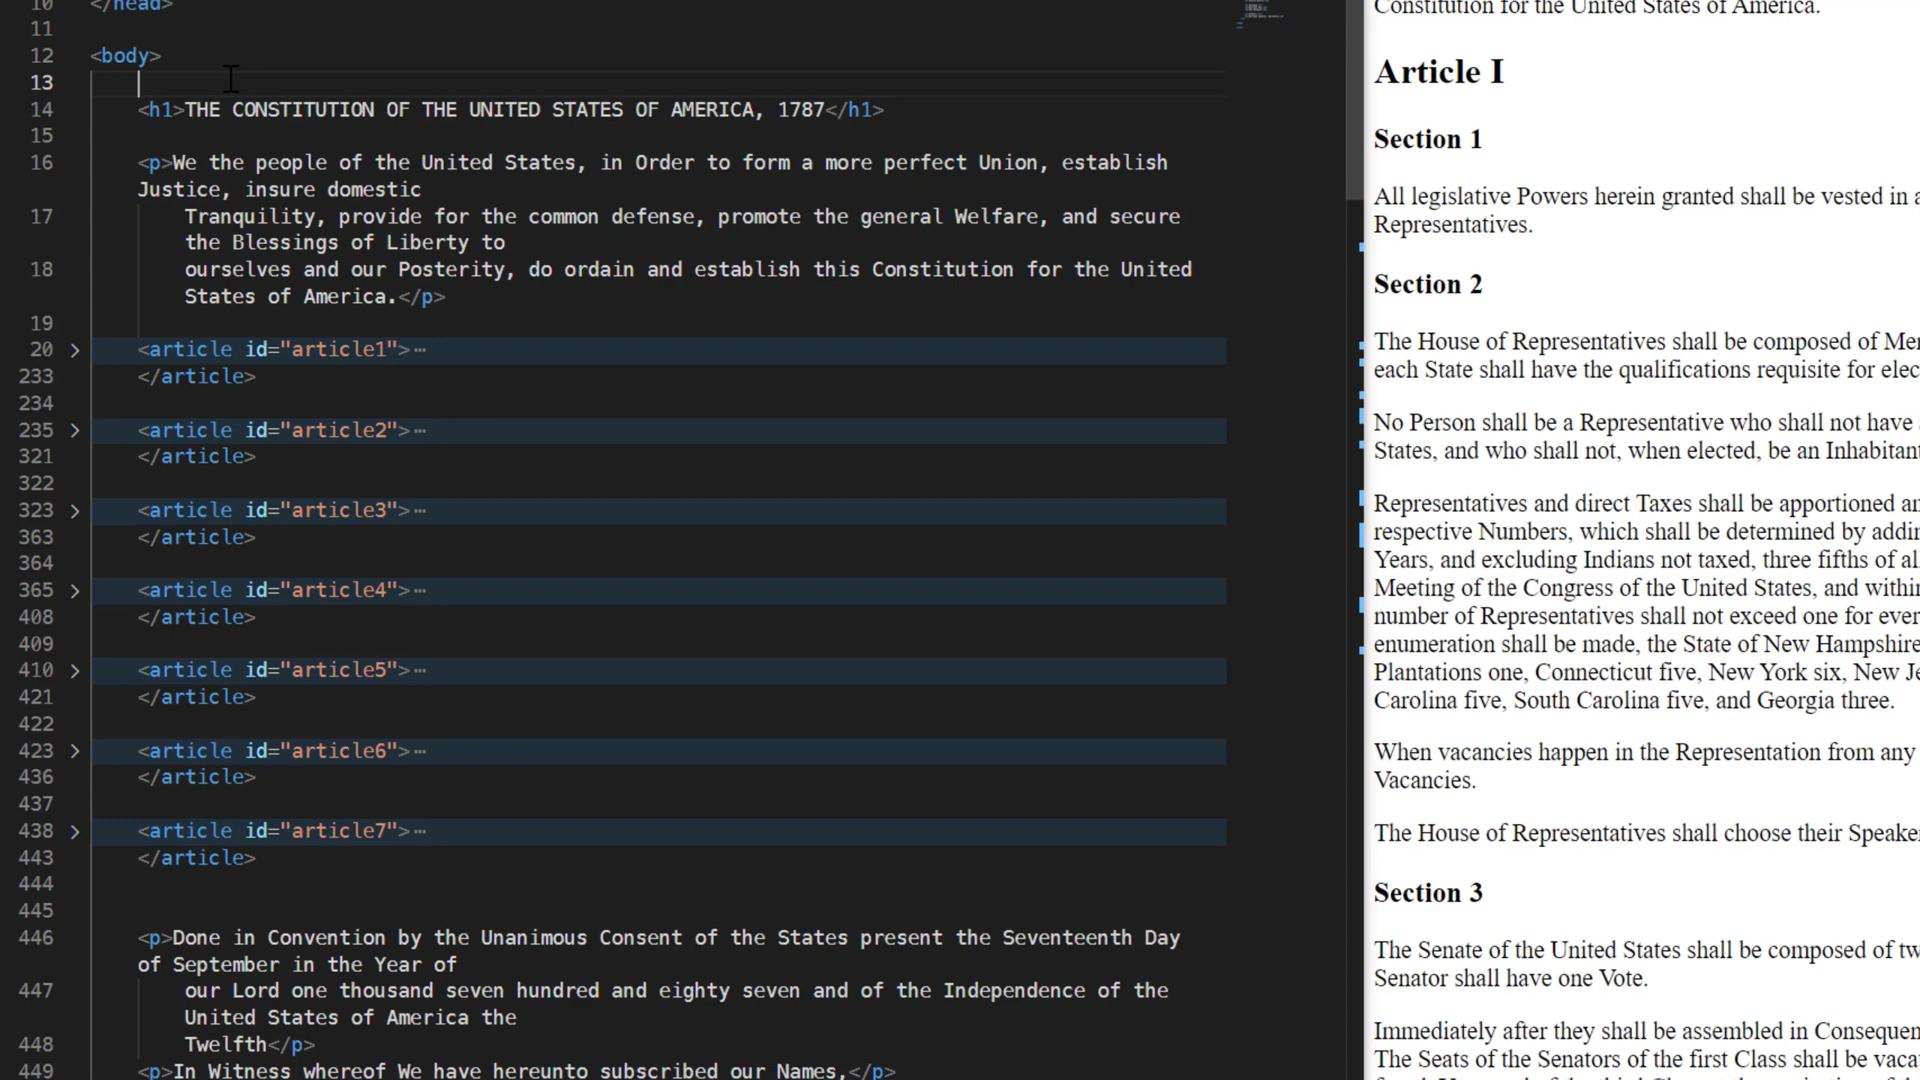 10 </head>
11
12 <body>
13
14 <h1>THE CONSTITUTION OF THE UNITED STATES OF AMERICA, 1787</h1>
15
16 <p>We the people of the United States, in Order to form a more perfect Union, establish
Justice, insure domestic
17 Tranquility, provide for the common defense, promote the general Welfare, and secure
the Blessings of Liberty to
18 ourselves and our Posterity, do ordain and establish this Constitution for the United
States of America.</p>
19
20 <article id="article1">⋯
233 </article>
234
235 <article id="article2">⋯
321 </article>
322
323 <article id="article3">⋯
363 </article>
364
365 <article id="article4">⋯
408 </article>
409
410 <article id="article5">⋯
421 </article>
422
423 <article id="article6">⋯
436 </article>
437
438 <article id="article7">⋯
443 </article>
444
445
446 <p>Done in Convention by the Unanimous Consent of the States present the Seventeenth Day
of September in the Year of
447 our Lord one thousand seven hundred and eighty seven and of the Independence of the
United States of America the
448 Twelfth</p>
449 <p>In Witness whereof We have hereunto subscribed our Names,</p>
Constitution for the United States of America.
Article I
Section 1
All legislative Powers herein granted shall be vested in a
Representatives.
Section 2
The House of Representatives shall be composed of Mem
each State shall have the qualifications requisite for elec
No Person shall be a Representative who shall not have
States, and who shall not, when elected, be an Inhabitant
Representatives and direct Taxes shall be apportioned am
respective Numbers, which shall be determined by addin
Years, and excluding Indians not taxed, three fifths of all
Meeting of the Congress of the United States, and within
number of Representatives shall not exceed one for ever
enumeration shall be made, the State of New Hampshire
Plantations one, Connecticut five, New York six, New Je
Carolina five, South Carolina five, and Georgia three.
When vacancies happen in the Representation from any
Vacancies.
The House of Representatives shall choose their Speaker
Section 3
The Senate of the United States shall be composed of tw
Senator shall have one Vote.
Immediately after they shall be assembled in Consequen
The Seats of the Senators of the first Class shall be vaca